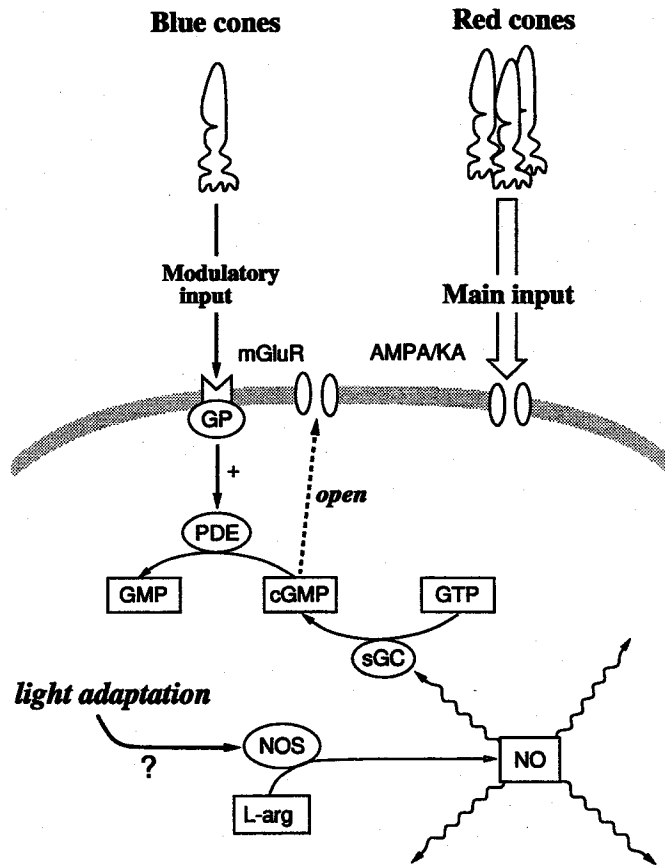 Blue cones
Red cones
Modulatory
input
Main input
mGluR
AMPA/KA
GP
+
open
PDE
GMP
cGMP
GTP
sGC
light adaptation
?
NOS
NO
L-arg